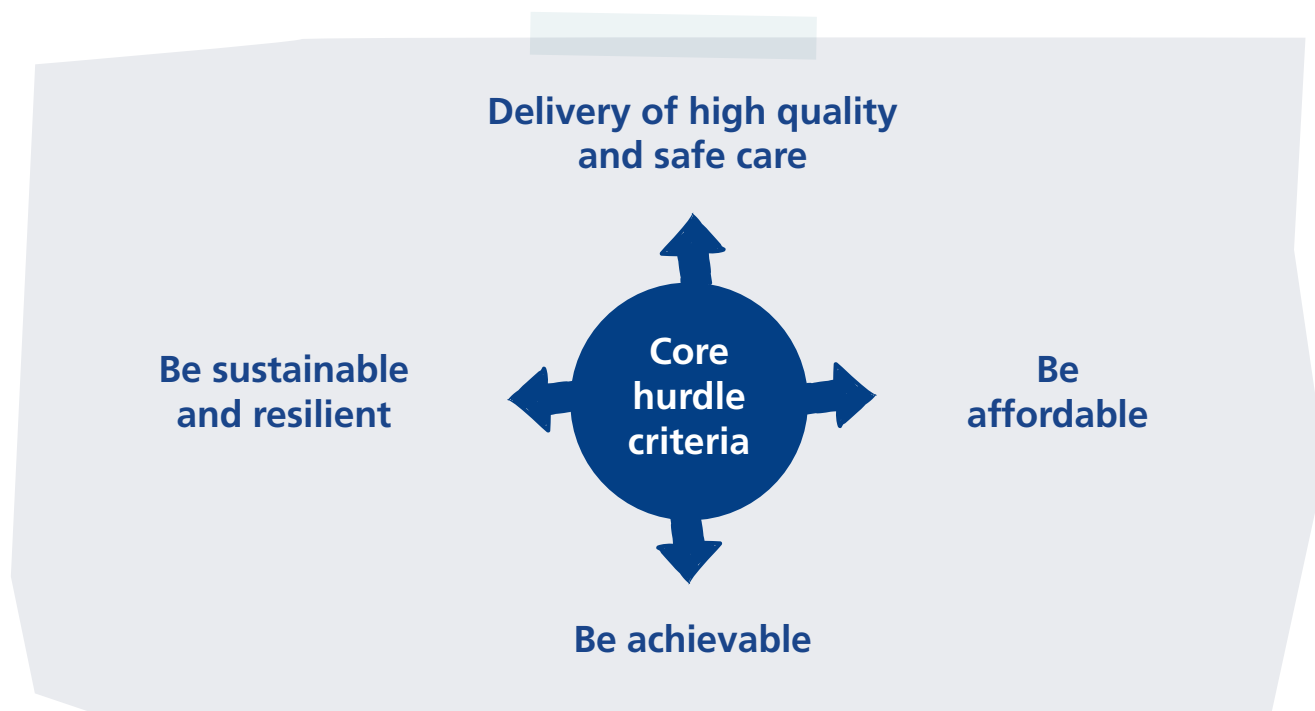 Delivery of high quality
and safe care
Be sustainable
and resilient
Core
hurdle
criteria
Be
affordable
Be achievable